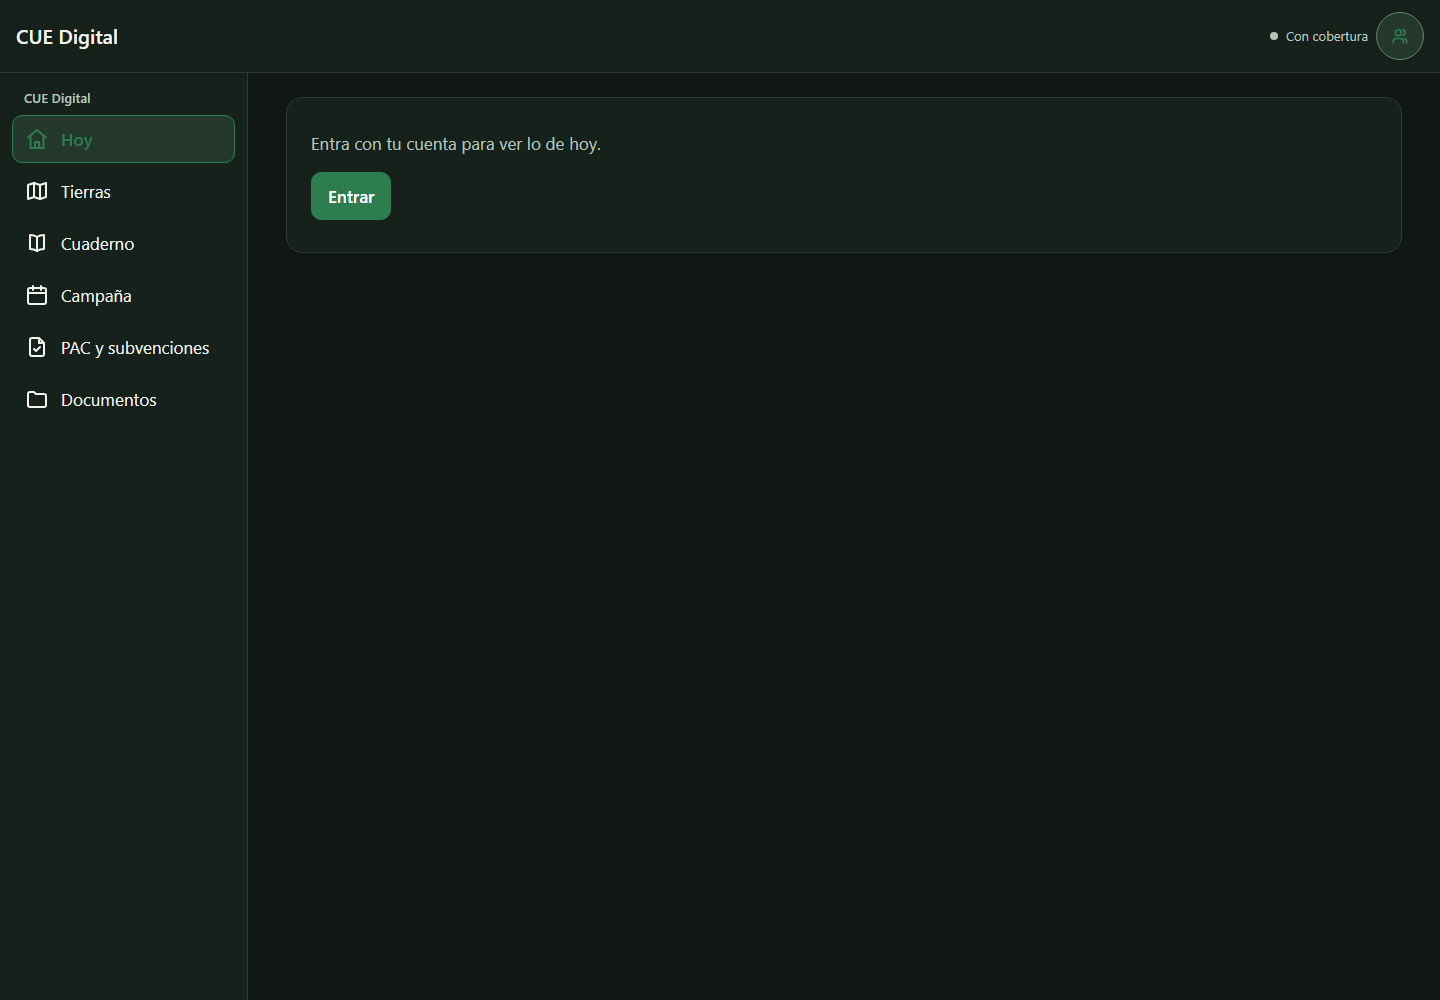 CUE Digital
Con cobertura
CUE Digital
Hoy
Tierras
Cuaderno
Campaña
PAC y subvenciones
Documentos
Entra con tu cuenta para ver lo de hoy.
Entrar